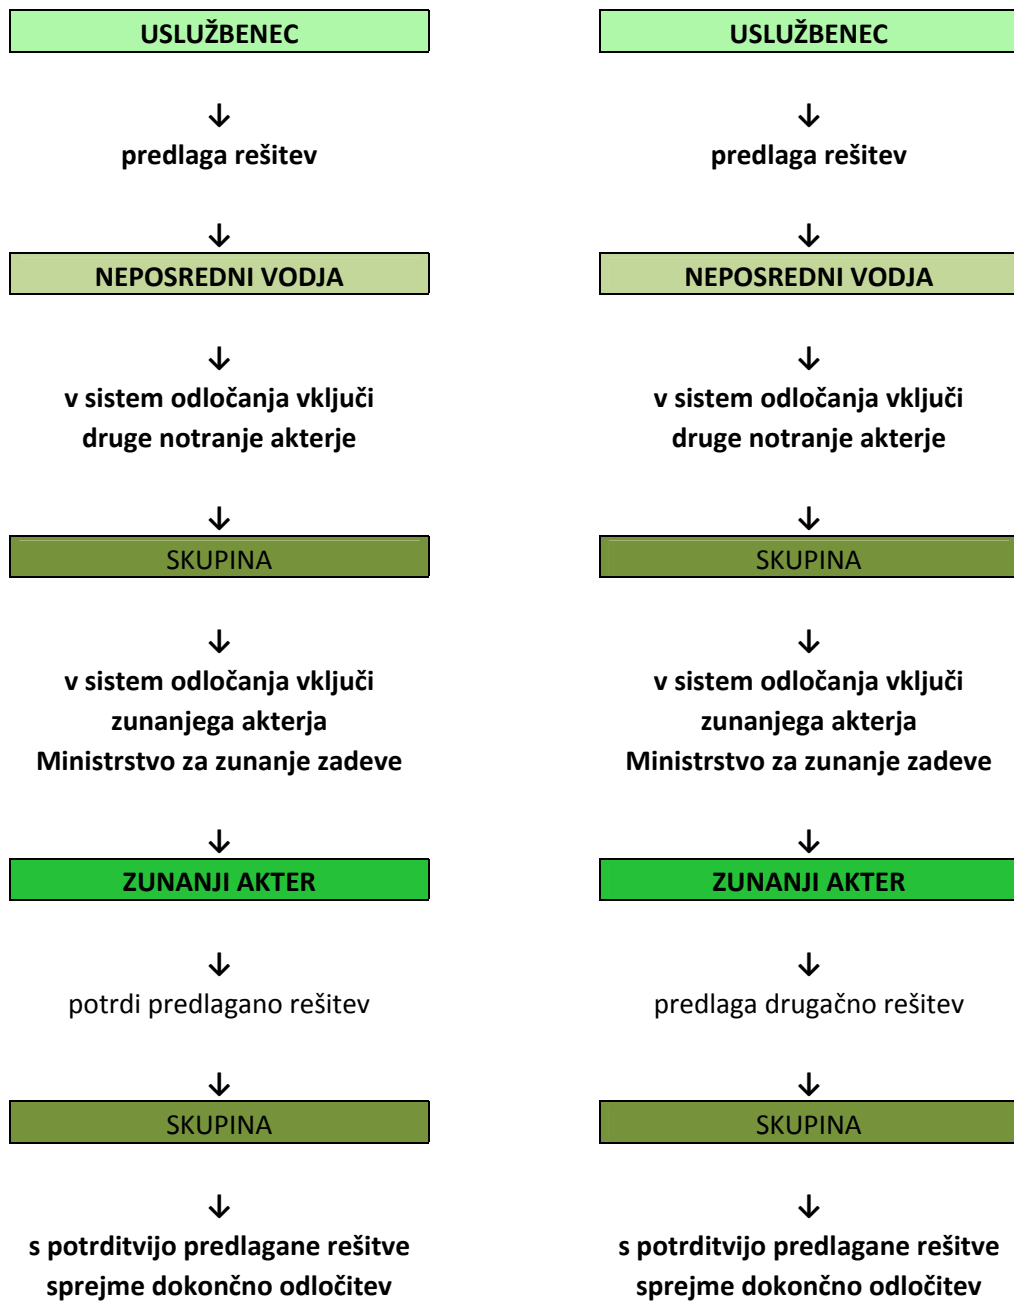 USLUŽBENEC
↓
predlaga rešitev
↓
NEPOSREDNI VODJA
↓
v sistem odločanja vključi
druge notranje akterje
↓
SKUPINA
↓
v sistem odločanja vključi
zunanjega akterja
Ministrstvo za zunanje zadeve
↓
ZUNANJI AKTER
↓
potrdi predlagano rešitev
↓
SKUPINA
↓
s potrditvijo predlagane rešitve
sprejme dokončno odločitev
USLUŽBENEC
↓
predlaga rešitev
↓
NEPOSREDNI VODJA
↓
v sistem odločanja vključi
druge notranje akterje
↓
SKUPINA
↓
v sistem odločanja vključi
zunanjega akterja
Ministrstvo za zunanje zadeve
↓
ZUNANJI AKTER
↓
predlaga drugačno rešitev
↓
SKUPINA
↓
s potrditvijo predlagane rešitve
sprejme dokončno odločitev